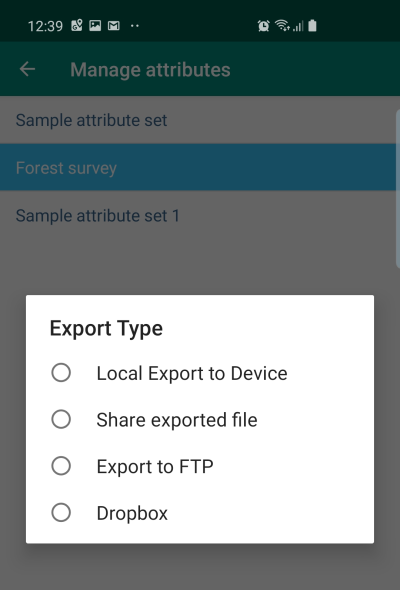 12:39
Manage attributes
Sample attribute set
Forest survey
Sample attribute set 1
Export Type
Local Export to Device
Share exported file
Export to FTP
Dropbox